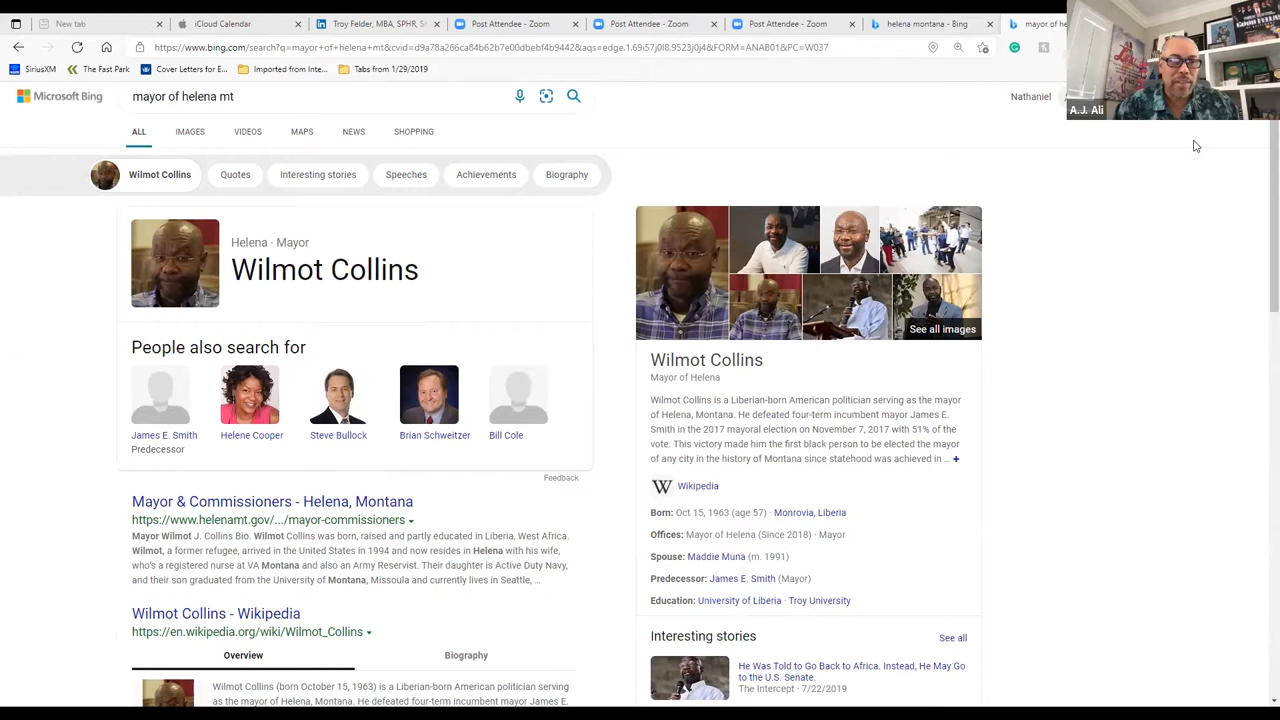 New tab
iCloud Calendar
Troy Felder, MBA, SPHR, S
Post Attendee - Zoom
Post Attendee - Zoom
Post Attendee - Zoom
helena montana - Bing
mayor of he
https://www.bing.com/search?q=mayor+of+helena+mt&cvid=d9a78a266ca84b62b7e00dbebf4b9442&aqs=edge.1.69i57j0l8.9523j0j4&FORM=ANAB01&PC=W037
SiriusXM
The Fast Park
Cover Letters for E...
Imported from Inte...
Tabs from 1/29/2019
A.J. Ali
Microsoft Bing
mayor of helena mt
Nathaniel
ALL
IMAGES
VIDEOS
MAPS
NEWS
SHOPPING
Wilmot Collins
Quotes
Interesting stories
Speeches
Achievements
Biography
Helena · Mayor
Wilmot Collins
People also search for
James E. Smith
Predecessor
Helene Cooper
Steve Bullock
Brian Schweitzer
Bill Cole
Feedback
Mayor & Commissioners - Helena, Montana
https://www.helenamt.gov/.../mayor-commissioners
Mayor Wilmot J. Collins Bio. Wilmot Collins was born, raised and partly educated in Liberia, West Africa.
Wilmot, a former refugee, arrived in the United States in 1994 and now resides in Helena with his wife,
who's a registered nurse at VA Montana and also an Army Reservist. Their daughter is Active Duty Navy,
and their son graduated from the University of Montana, Missoula and currently lives in Seattle, ...
Wilmot Collins - Wikipedia
https://en.wikipedia.org/wiki/Wilmot_Collins
Overview
Biography
Wilmot Collins (born October 15, 1963) is a Liberian-born American politician serving
as the mayor of Helena, Montana. He defeated four-term incumbent mayor James E.
See all images
Wilmot Collins
Mayor of Helena
Wilmot Collins is a Liberian-born American politician serving as the mayor
of Helena, Montana. He defeated four-term incumbent mayor James E.
Smith in the 2017 mayoral election on November 7, 2017 with 51% of the
vote. This victory made him the first black person to be elected the mayor
of any city in the history of Montana since statehood was achieved in ... +
W Wikipedia
Born: Oct 15, 1963 (age 57) · Monrovia, Liberia
Offices: Mayor of Helena (Since 2018) · Mayor
Spouse: Maddie Muna (m. 1991)
Predecessor: James E. Smith (Mayor)
Education: University of Liberia · Troy University
Interesting stories
See all
He Was Told to Go Back to Africa. Instead, He May Go
to the U.S. Senate.
The Intercept · 7/22/2019